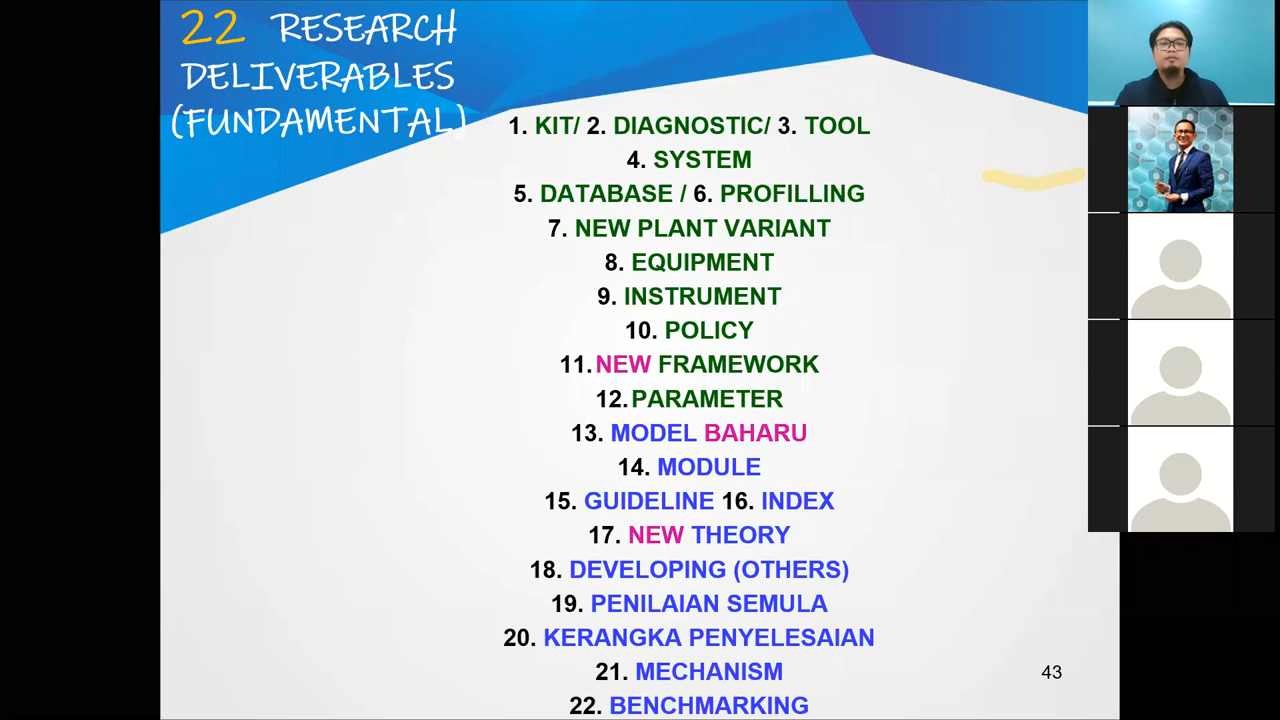 22 RESEARCH
DELIVERABLES
(FUNDAMENTAL)
1. KIT/ 2. DIAGNOSTIC/ 3. TOOL
4. SYSTEM
5. DATABASE / 6. PROFILLING
7. NEW PLANT VARIANT
8. EQUIPMENT
9. INSTRUMENT
10. POLICY
11. NEW FRAMEWORK
12. PARAMETER
13. MODEL BAHARU
14. MODULE
15. GUIDELINE 16. INDEX
17. NEW THEORY
18. DEVELOPING (OTHERS)
19. PENILAIAN SEMULA
20. KERANGKA PENYELESAIAN
21. MECHANISM
22. BENCHMARKING
43